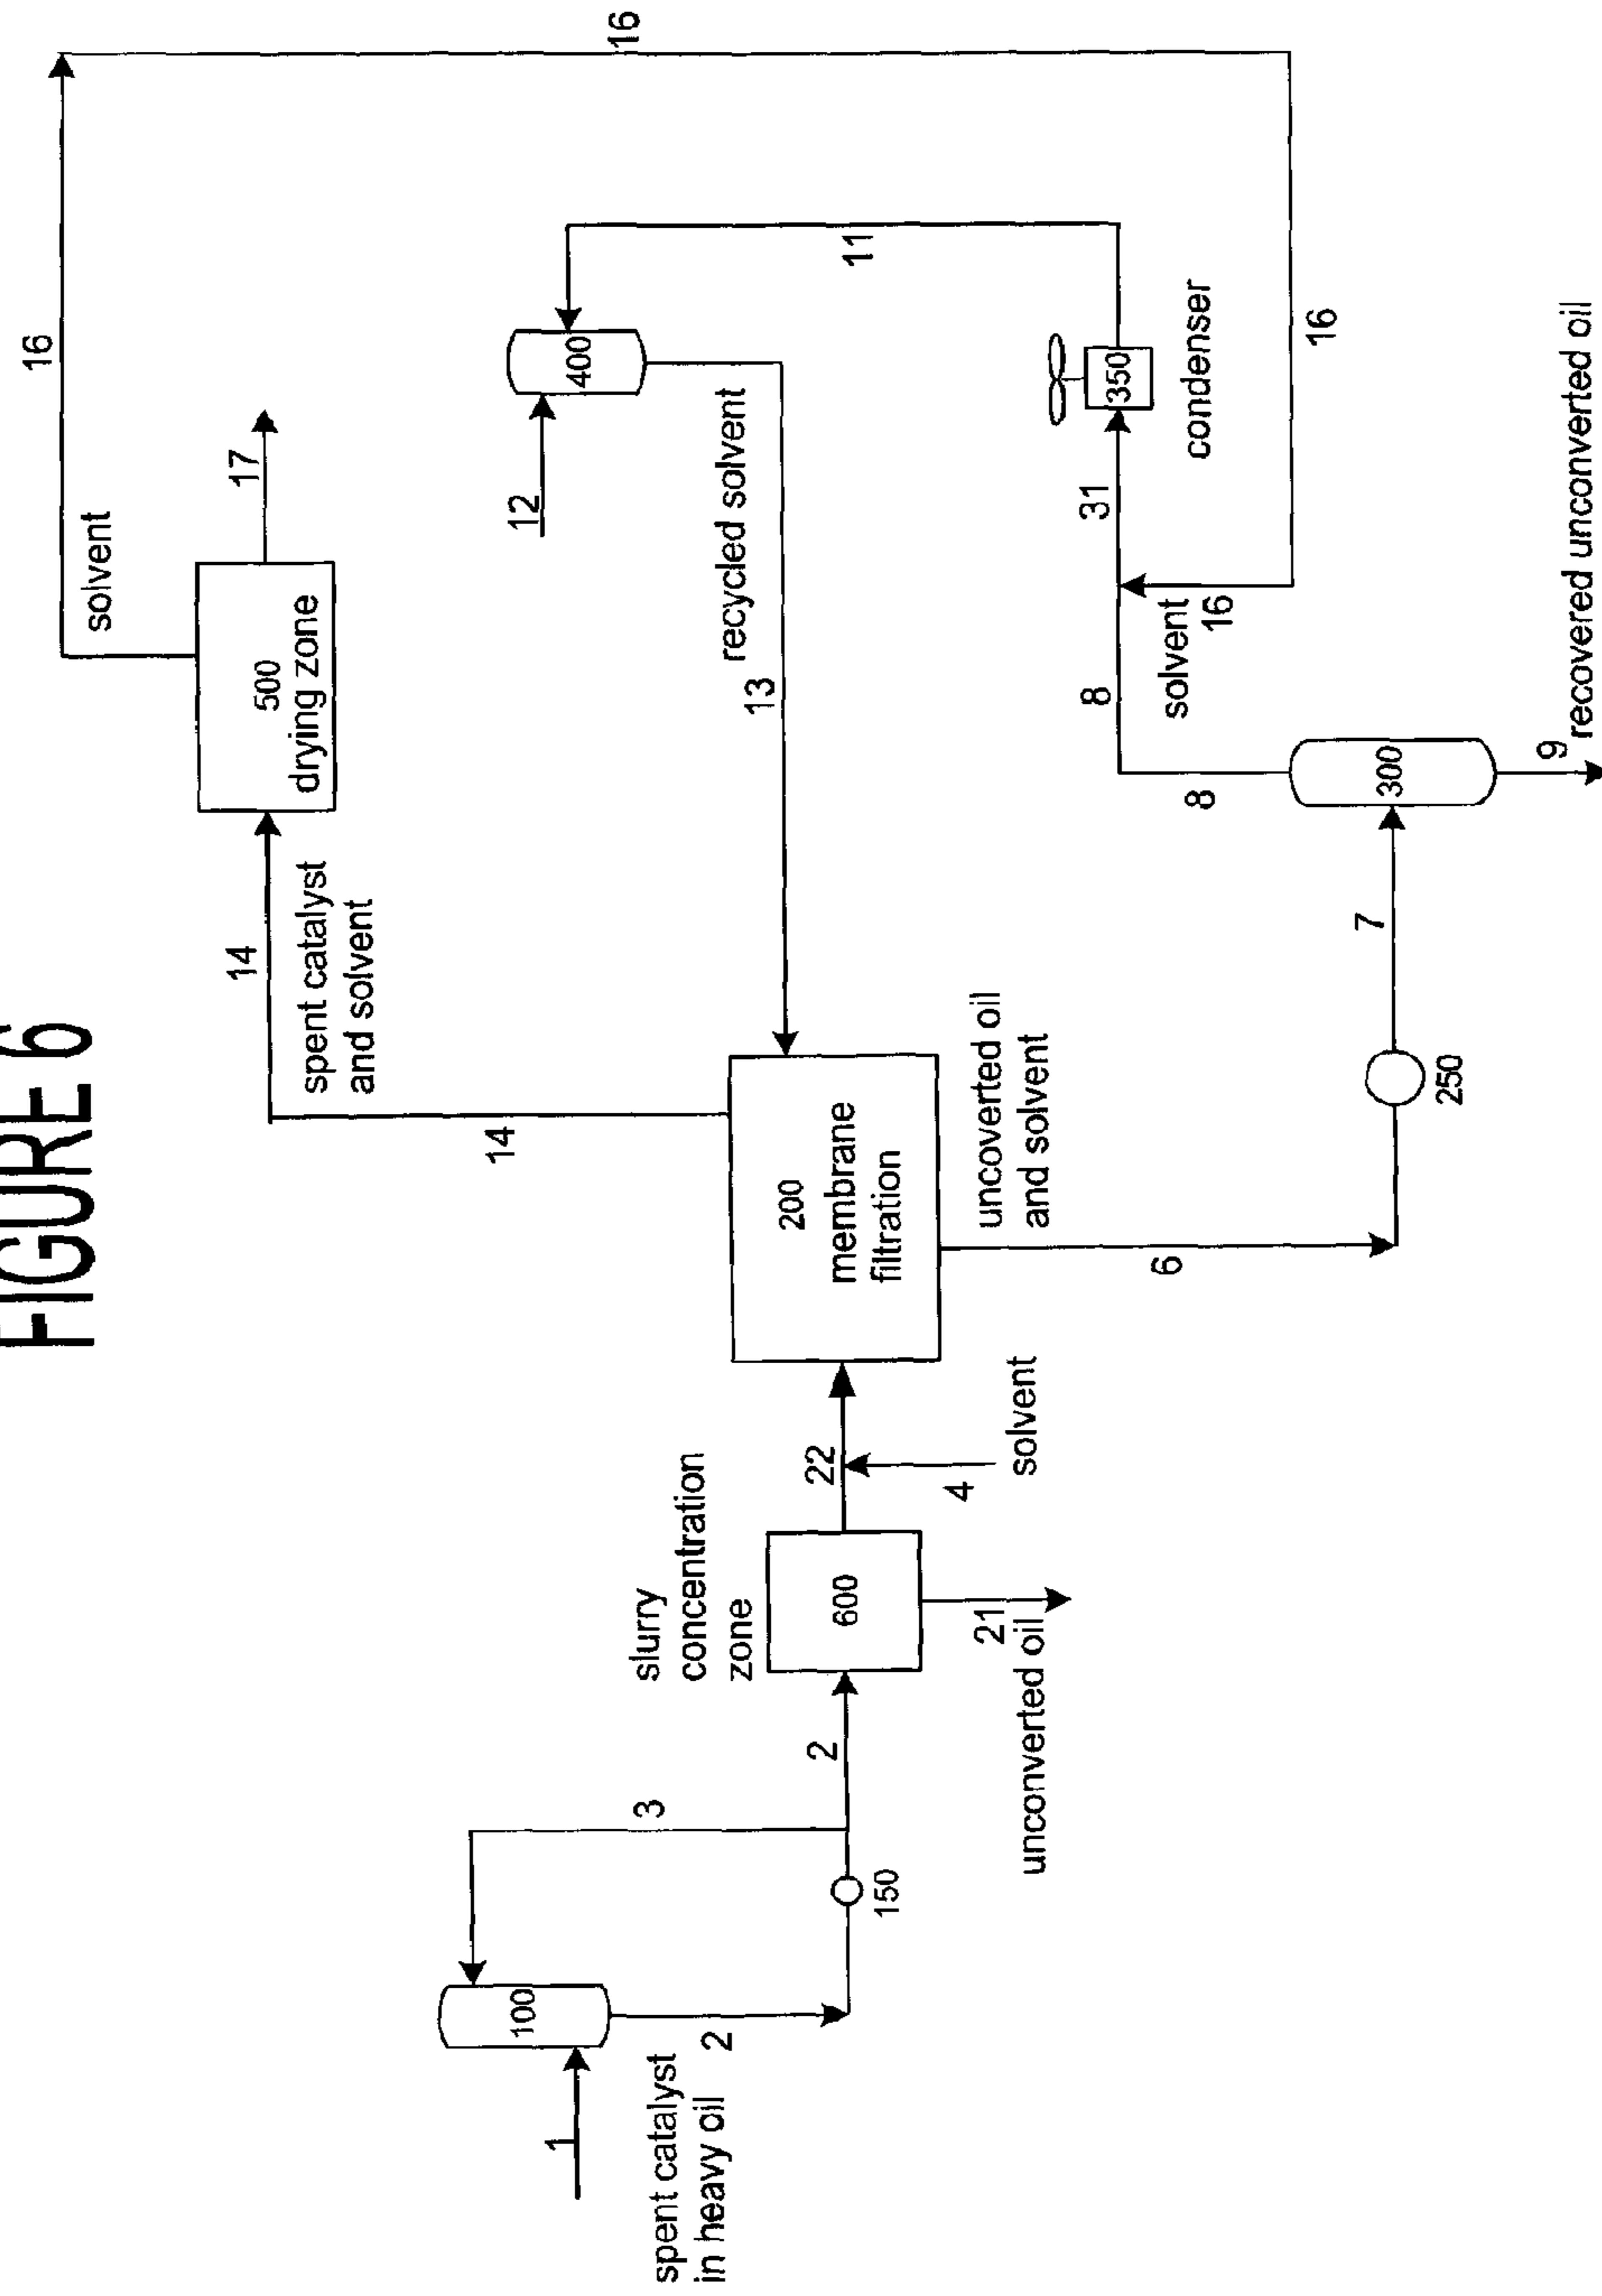 FIGURE 6
16
16
solvent
17
500
drying zone
14
spent catalyst
and solvent
14
12
400
11
recycled solvent
13
200
membrane
filtration
uncoverted oil
and solvent
6
slurry
concentration
zone
600
22
4
solvent
21
unconverted oil
2
3
150
100
1
spent catalyst
in heavy oil
2
250
7
300
8
8
9
recovered unconverted oil
solvent
16
31
350
condenser
16